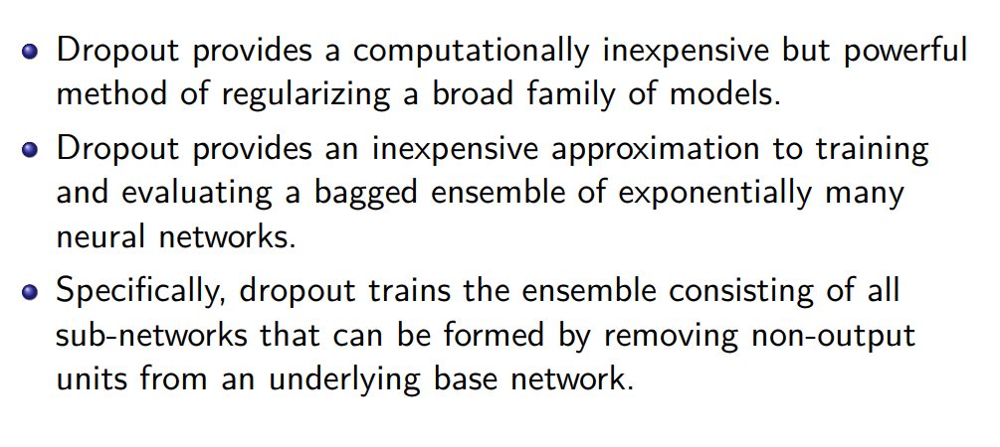 Dropout provides a computationally inexpensive but powerful
method of regularizing a broad family of models.
Dropout provides an inexpensive approximation to training
and evaluating a bagged ensemble of exponentially many
neural networks.
Specifically, dropout trains the ensemble consisting of all
sub-networks that can be formed by removing non-output
units from an underlying base network.